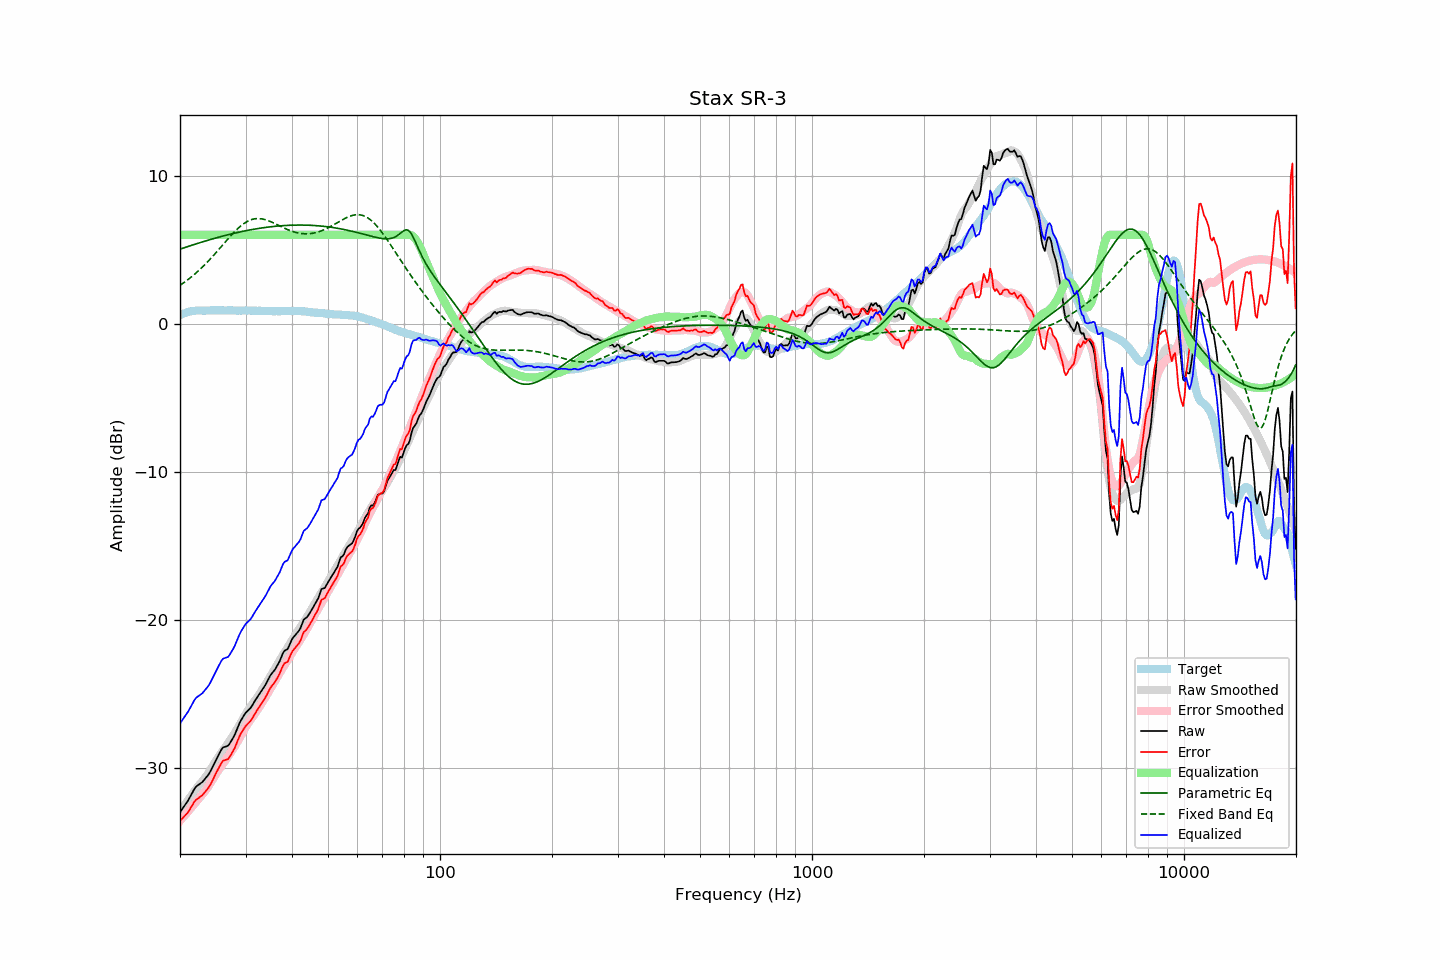 Stax SR-3
Amplitude (dBr)
10
0
−10
−20
−30
100
1000
10000
Frequency (Hz)
Target
Raw Smoothed
Error Smoothed
Raw
Error
Equalization
Parametric Eq
Fixed Band Eq
Equalized